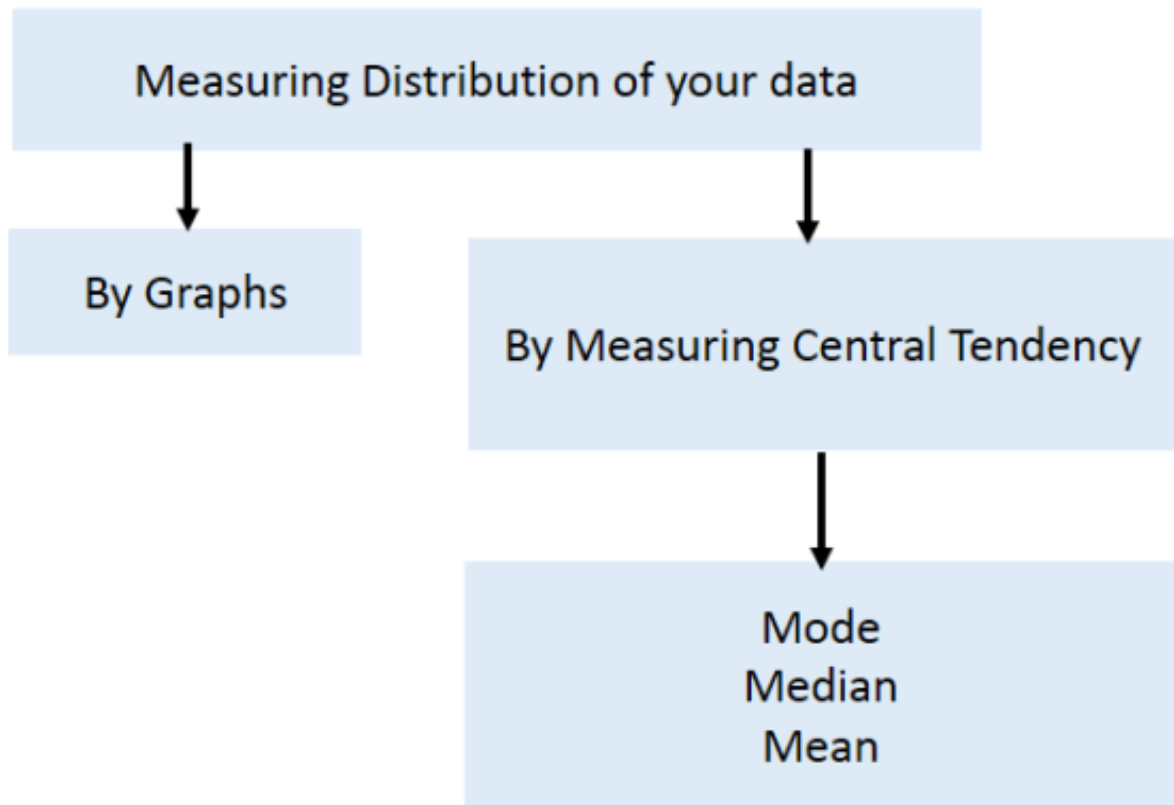 Measuring Distribution of your data
By Graphs
By Measuring Central Tendency
Mode
Median
Mean